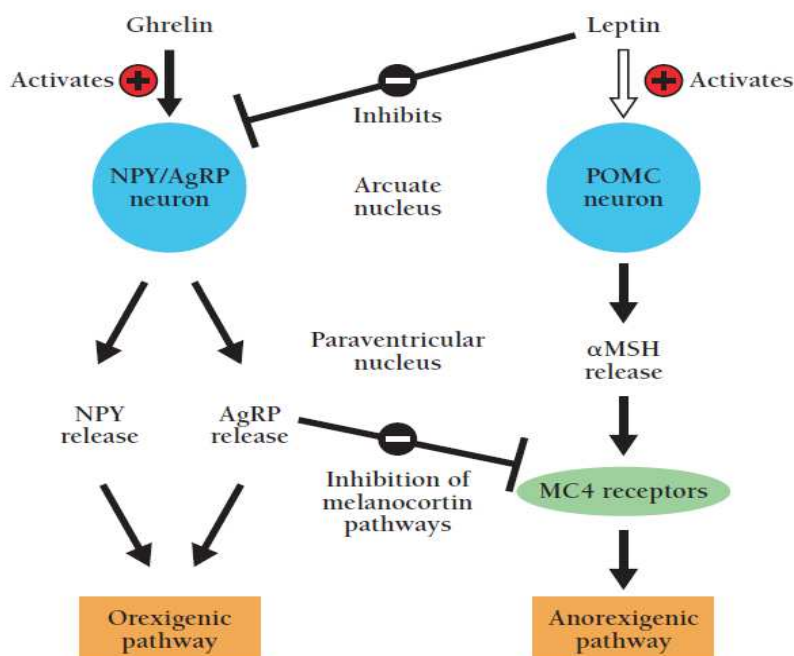 Ghrelin
Leptin
Activates
Inhibits
Activates
NPY/AgRP
neuron
Arcuate
nucleus
POMC
neuron
Paraventricular
nucleus
αMSH
release
NPY
release
AgRP
release
Inhibition of
melanocortin
pathways
MC4 receptors
Orexigenic
pathway
Anorexigenic
pathway